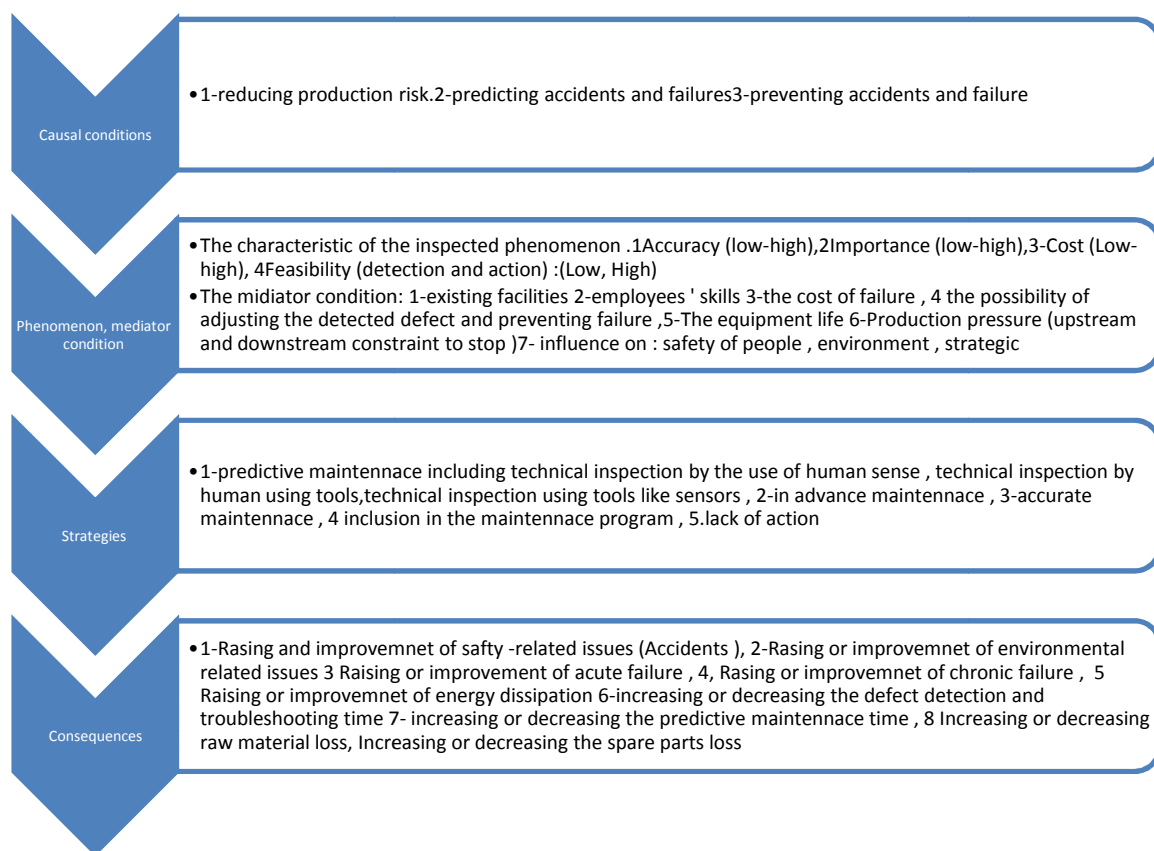 Causal conditions
•1-reducing production risk.2-predicting accidents and failures3-preventing accidents and failure
Phenomenon, mediator
condition
•The characteristic of the inspected phenomenon .1Accuracy (low-high),2Importance (low-high),3-Cost (Low-
high), 4Feasibility (detection and action) :(Low, High)
•The midiator condition: 1-existing facilities 2-employees ' skills 3-the cost of failure , 4 the possibility of
adjusting the detected defect and preventing failure ,5-The equipment life 6-Production pressure (upstream
and downstream constraint to stop )7- influence on : safety of people , environment , strategic
Strategies
•1-predictive maintennace including technical inspection by the use of human sense , technical inspection by
human using tools,technical inspection using tools like sensors , 2-in advance maintennace , 3-accurate
maintennace , 4 inclusion in the maintennace program , 5.lack of action
Consequences
•1-Rasing and improvemnet of safty -related issues (Accidents ), 2-Rasing or improvemnet of environmental
related issues 3 Raising or improvement of acute failure , 4, Rasing or improvemnet of chronic failure , 5
Raising or improvemnet of energy dissipation 6-increasing or decreasing the defect detection and
troubleshooting time 7- increasing or decreasing the predictive maintennace time , 8 Increasing or decreasing
raw material loss, Increasing or decreasing the spare parts loss